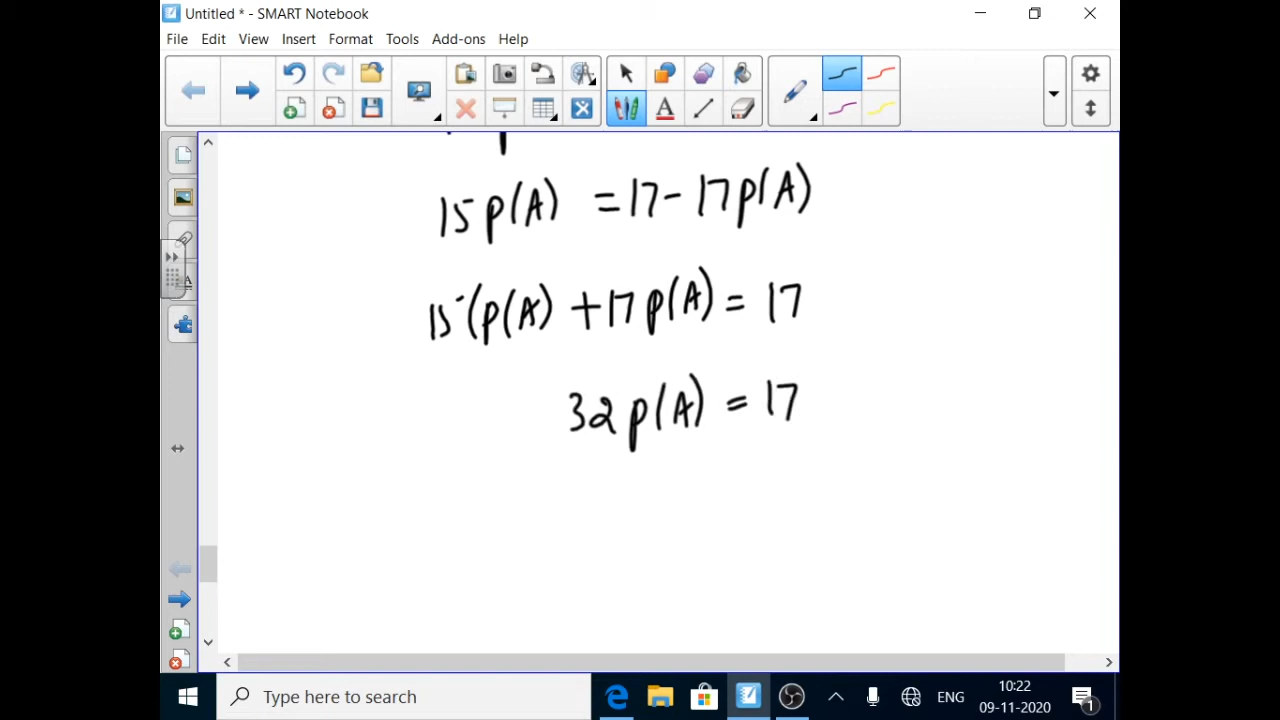 Untitled * - SMART Notebook
File Edit View Insert Format Tools Add-ons Help
15 p(A) = 17 - 17 p(A)
15 (p(A) + 17 p(A) = 17
32 p(A) = 17
Type here to search
ENG
10:22
09-11-2020
1